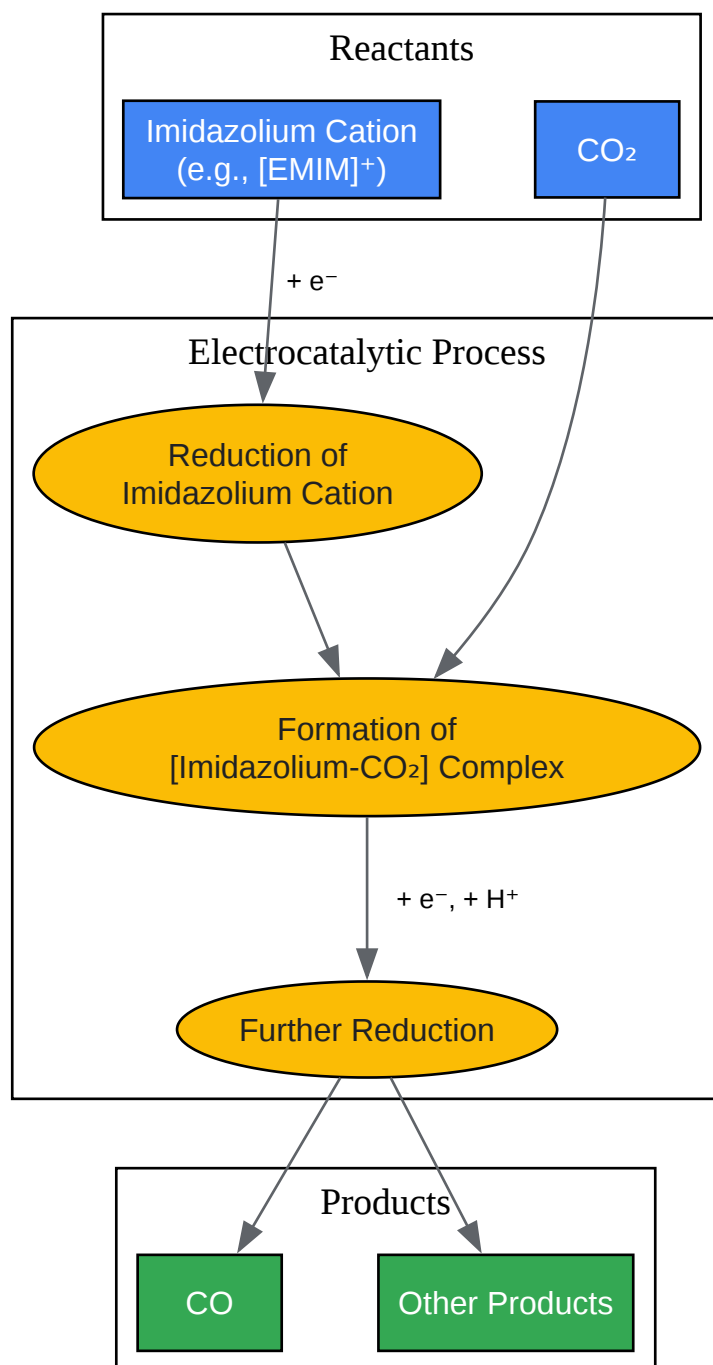 Reactants
Imidazolium Cation
(e.g., [EMIM]⁺)
CO₂
+ e⁻
Electrocatalytic Process
Reduction of
Imidazolium Cation
Formation of
[Imidazolium-CO₂] Complex
+ e⁻, + H⁺
Further Reduction
Products
CO
Other Products